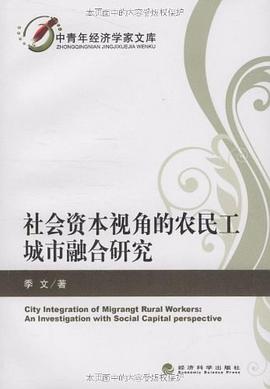 本页面中的内容受版权保护
中青年经济学家文库
ZHONGQINGNIAN JINGJIXUEJIA WENKU
社会资本视角的农民工
城市融合研究
季 文/著
City Integration of Migrangt Rural Workers:
An Investigation with Social Capital perspective
经济科学出版社
Economic Science Press
本页面中的内容受版权保护